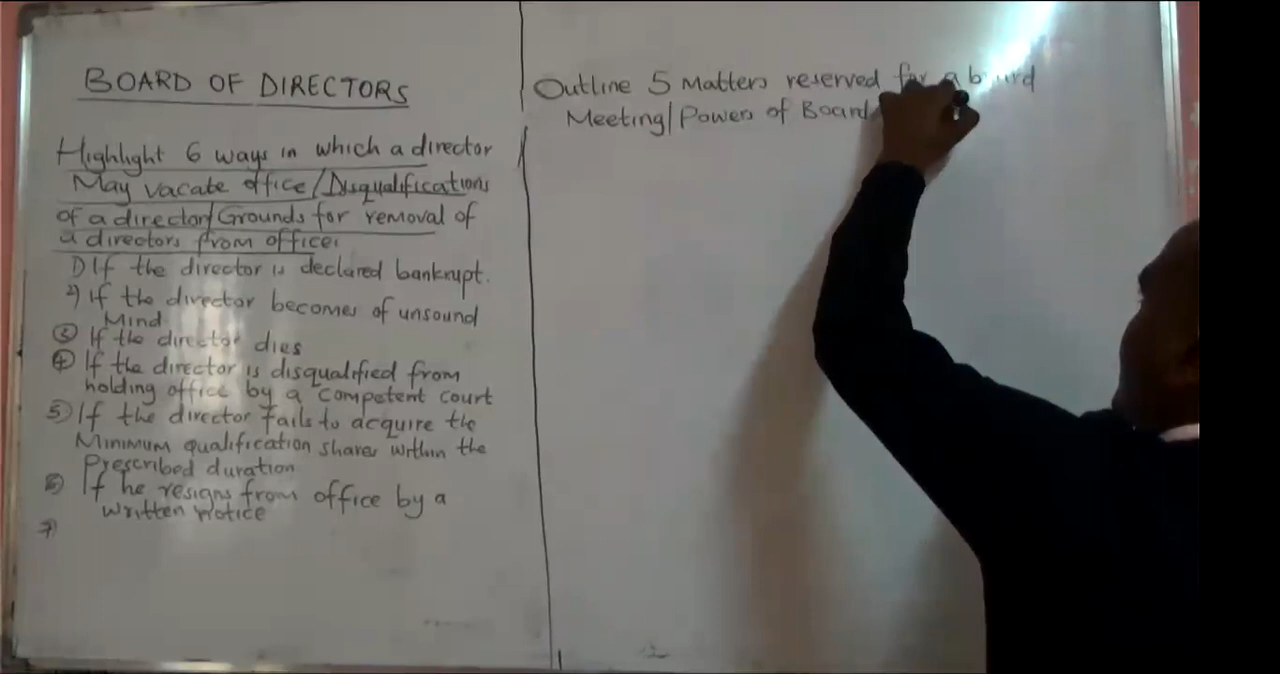 BOARD OF DIRECTORS
Highlight 6 ways in which a director
May vacate office/Disqualifications
of a director/Grounds for removal of
a directors from office.
1) If the director is declared bankrupt.
2) If the director becomes of unsound
Mind
3 If the director dies
4 If the director is disqualified from
holding office by a competent court
5) If the director Fails to acquire the
Minimum qualification shares within the
Prescribed duration
6) If he resigns from office by a
written notice
7)
Outline 5 Matters reserved for a board
Meeting/Powers of Board